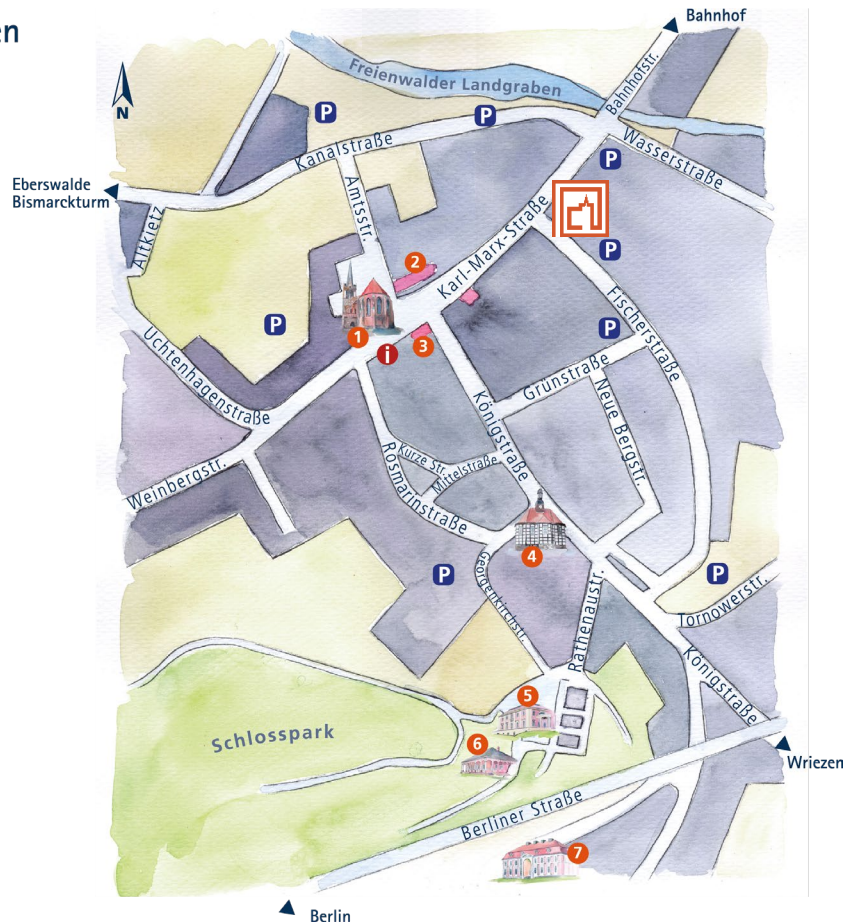 en
Bahnhof
N
Freienwalder Landgraben
Bahnhofstr.
P
P
Kanalstraße
Wasserstraße
P
Eberswalde
Bismarckturm
Amtsstr.
Altkietz
Karl-Marx-Straße
P
2
Fischerstraße
P
P
1
i
3
Uchtenhagenstraße
Grünstraße
Neue Bergstr.
Königstraße
Kurze Str.
Mittelstraße
Rosmarinstraße
Weinbergstr.
4
P
P
Georgenkirchstr.
Rathenaustr.
Tornowerstr.
Königstraße
5
Schlosspark
6
Wriezen
Berliner Straße
7
Berlin